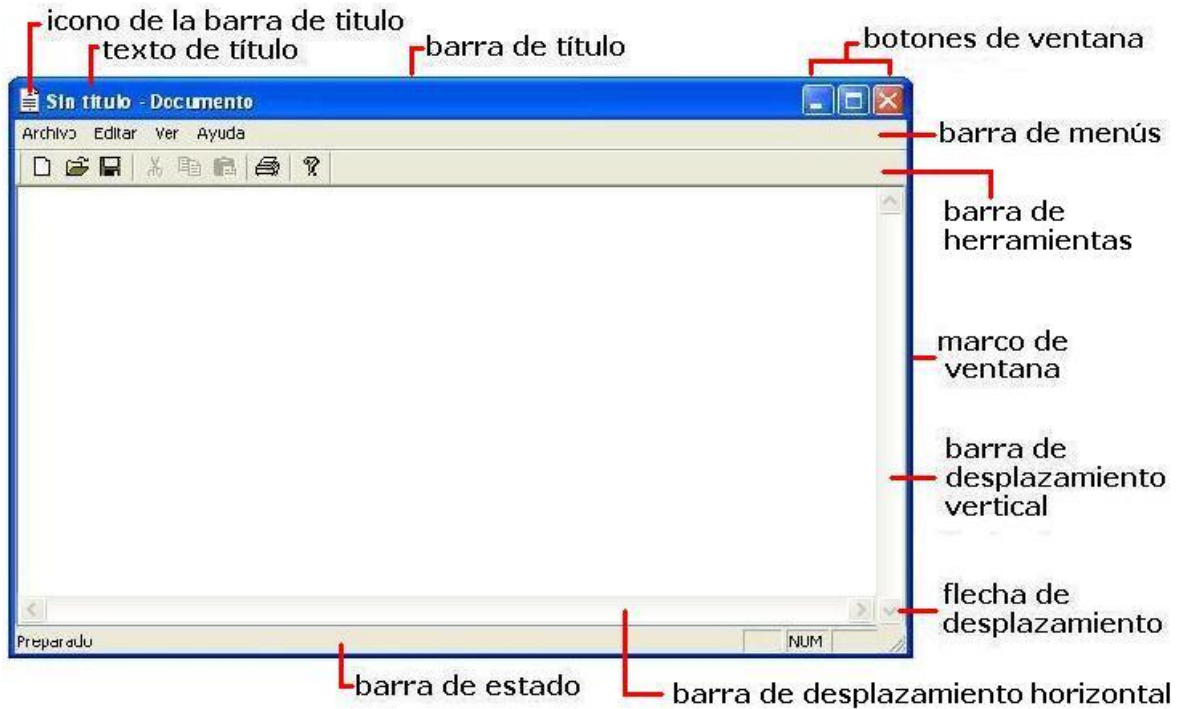 icono de la barra de titulo
texto de título
barra de título
botones de ventana
Sin título - Documento
Archivo Editar Ver Ayuda
barra de menús
barra de
herramientas
marco de
ventana
barra de
desplazamiento
vertical
flecha de
desplazamiento
Preparado
NUM
barra de estado
barra de desplazamiento horizontal